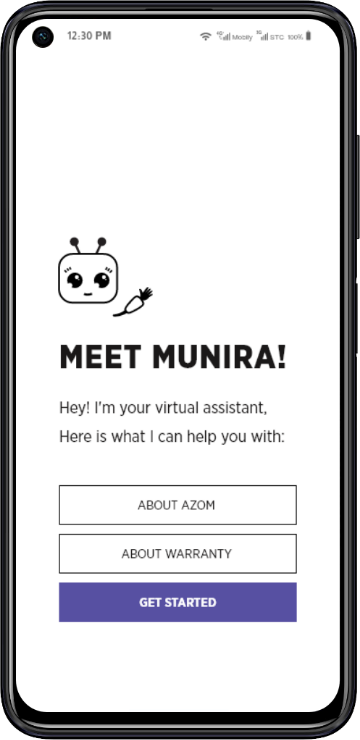 12:30 PM Mobily STC 100%
MEET MUNIRA!
Hey! I'm your virtual assistant,
Here is what I can help you with:
ABOUT AZOM
ABOUT WARRANTY
GET STARTED